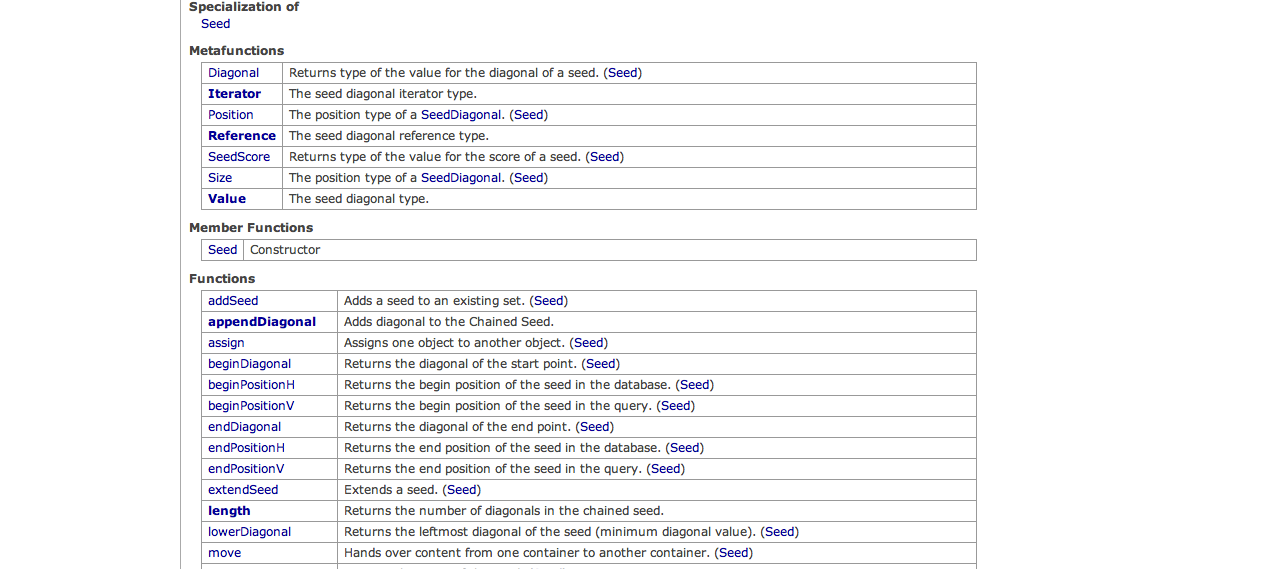 Specialization of
Seed
Metafunctions
Diagonal Returns type of the value for the diagonal of a seed. (Seed)
Iterator The seed diagonal iterator type.
Position The position type of a SeedDiagonal. (Seed)
Reference The seed diagonal reference type.
SeedScore Returns type of the value for the score of a seed. (Seed)
Size The position type of a SeedDiagonal. (Seed)
Value The seed diagonal type.
Member Functions
Seed Constructor
Functions
addSeed Adds a seed to an existing set. (Seed)
appendDiagonal Adds diagonal to the Chained Seed.
assign Assigns one object to another object. (Seed)
beginDiagonal Returns the diagonal of the start point. (Seed)
beginPositionH Returns the begin position of the seed in the database. (Seed)
beginPositionV Returns the begin position of the seed in the query. (Seed)
endDiagonal Returns the diagonal of the end point. (Seed)
endPositionH Returns the end position of the seed in the database. (Seed)
endPositionV Returns the end position of the seed in the query. (Seed)
extendSeed Extends a seed. (Seed)
length Returns the number of diagonals in the chained seed.
lowerDiagonal Returns the leftmost diagonal of the seed (minimum diagonal value). (Seed)
move Hands over content from one container to another container. (Seed)